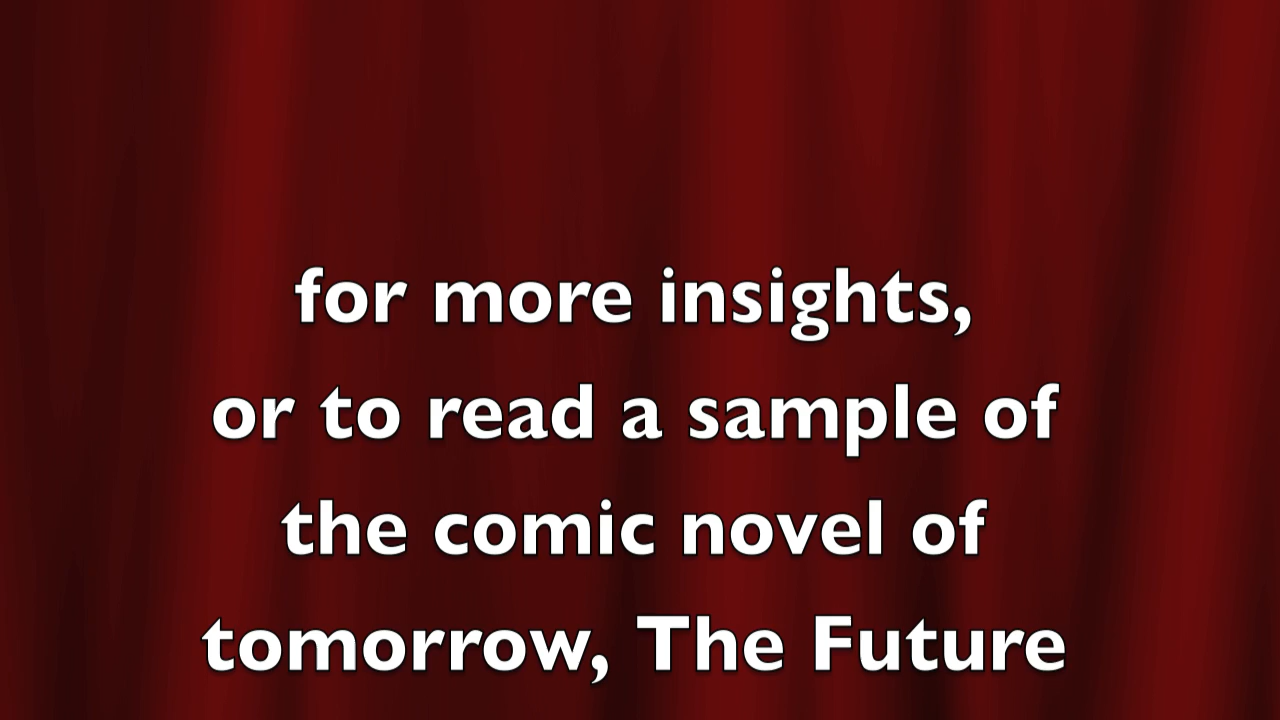 for more insights,
or to read a sample of
the comic novel of
tomorrow, The Future